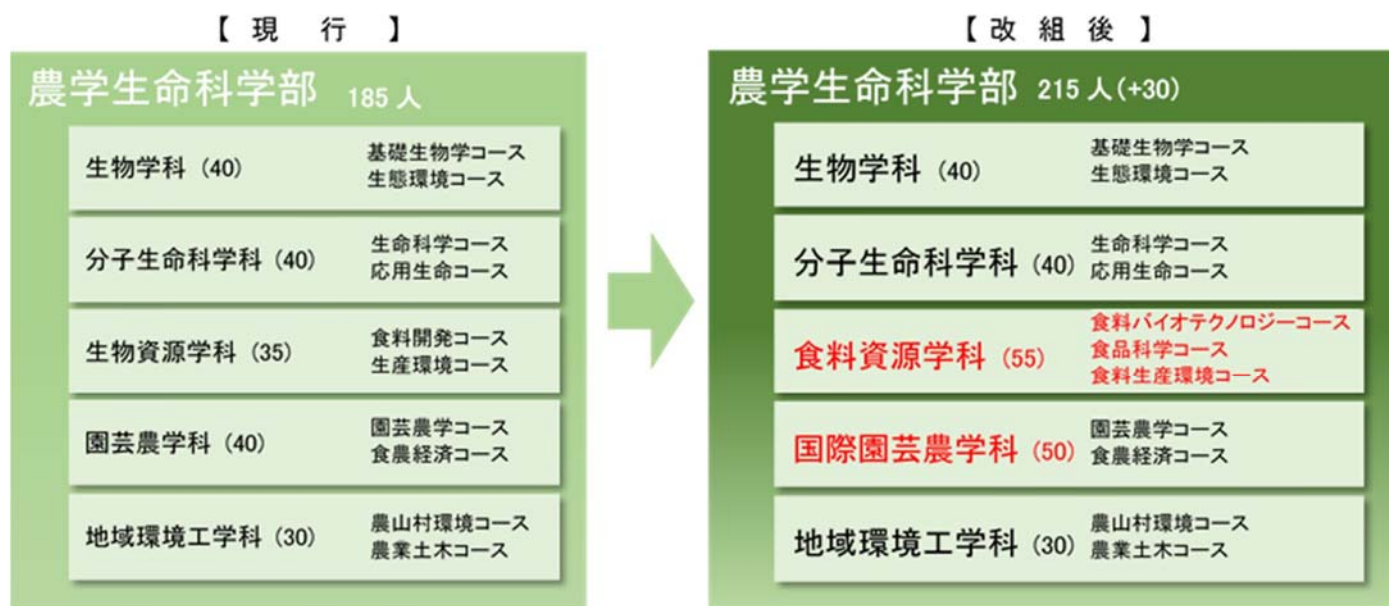 【 現 行 】
農学生命科学部 185 人
生物学科 (40)
基礎生物学コース
生態環境コース
分子生命科学科 (40)
生命科学コース
応用生命コース
生物資源学科 (35)
食料開発コース
生産環境コース
園芸農学科 (40)
園芸農学コース
食農経済コース
地域環境工学科 (30)
農山村環境コース
農業土木コース
【 改 組 後 】
農学生命科学部 215 人(+30)
生物学科 (40)
基礎生物学コース
生態環境コース
分子生命科学科 (40)
生命科学コース
応用生命コース
食料資源学科 (55)
食料バイオテクノロジーコース
食品科学コース
食料生産環境コース
国際園芸農学科 (50)
園芸農学コース
食農経済コース
地域環境工学科 (30)
農山村環境コース
農業土木コース